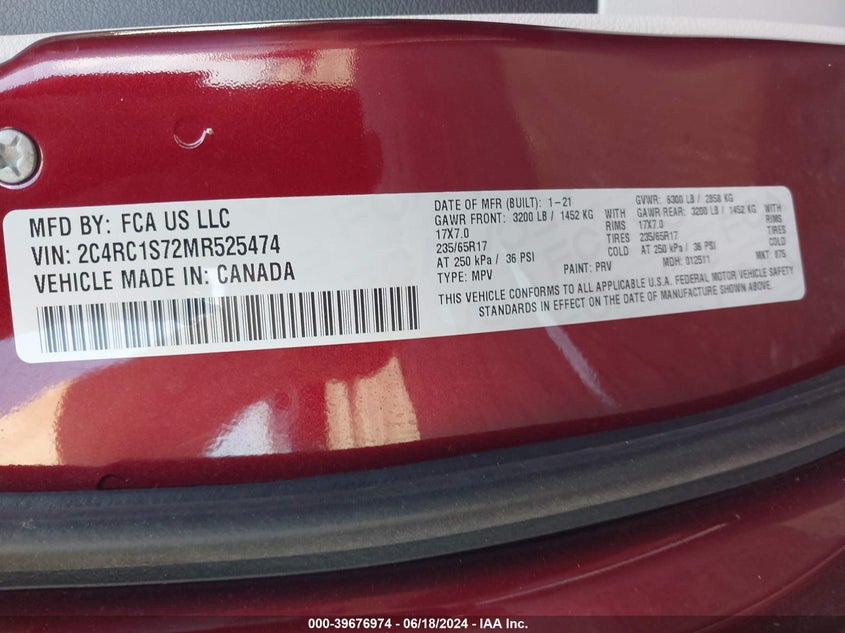 MFD BY: FCA US LLC
VIN: 2C4RC1S72MR525474
VEHICLE MADE IN: CANADA
DATE OF MFR (BUILT): 1-21
GVWR: 6300 LB / 2858 KG
GAWR FRONT: 3200 LB / 1452 KG WITH
GAWR REAR: 3200 LB / 1452 KG WITH
17X7.0 RIMS
17X7.0 RIMS
235/65R17
235/65R17
AT 250 kPa / 36 PSI COLD
AT 250 kPa / 36 PSI COLD
TYPE: MPV
PAINT: PRV
MDH: 012511
MKT: 875
THIS VEHICLE CONFORMS TO ALL APPLICABLE U.S.A. FEDERAL MOTOR VEHICLE SAFETY
STANDARDS IN EFFECT ON THE DATE OF MANUFACTURE SHOWN ABOVE.
000-39676974 - 06/18/2024 - IAA Inc.